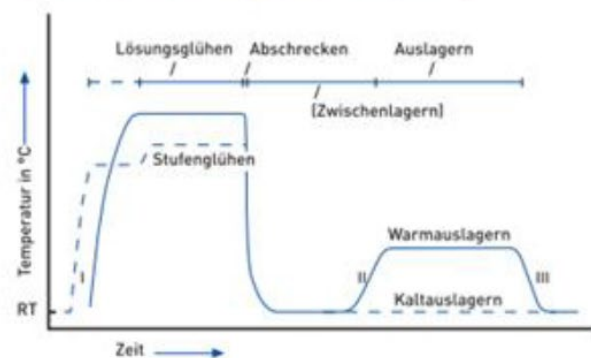 Lösungsglühen
Abschrecken
Auslagern
(Zwischenlagern)
Stufenglühen
Temperatur in °C
Warmauslagern
I
II
III
Kaltauslagern
RT
Zeit